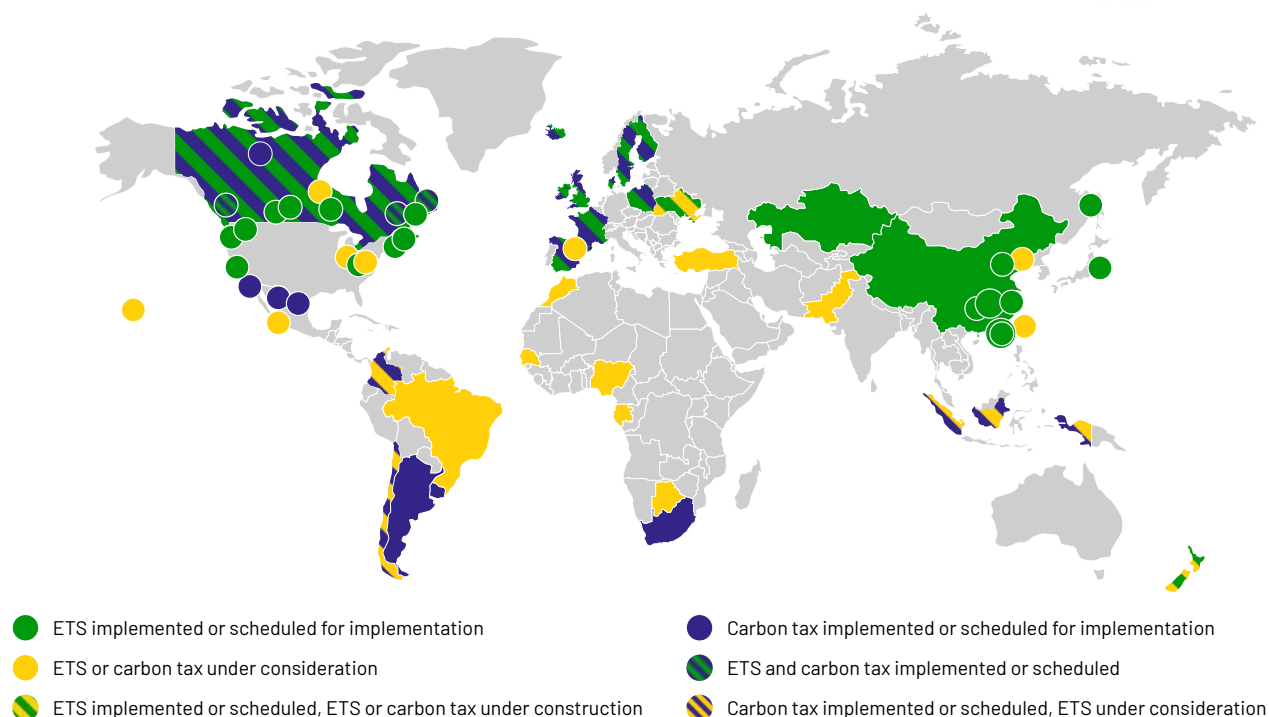 ETS implemented or scheduled for implementation
Carbon tax implemented or scheduled for implementation
ETS or carbon tax under consideration
ETS and carbon tax implemented or scheduled
ETS implemented or scheduled, ETS or carbon tax under construction
Carbon tax implemented or scheduled, ETS under consideration